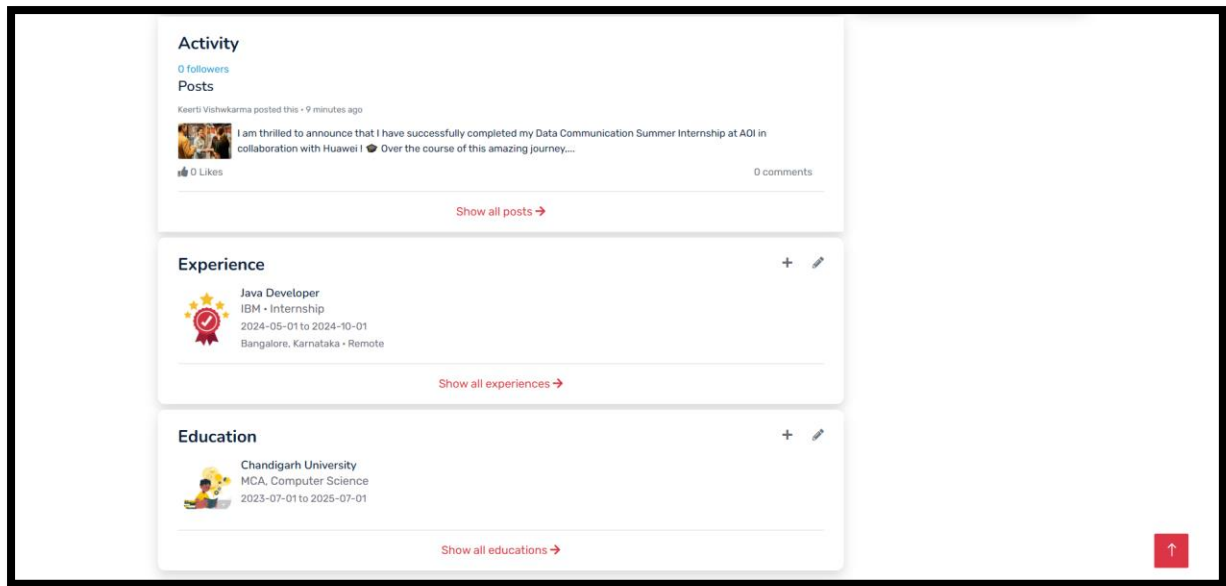 Activity
0 followers
Posts
Keerti Vishwkarma posted this • 9 minutes ago
I am thrilled to announce that I have successfully completed my Data Communication Summer Internship at AOI in
collaboration with Huawei ! 🎓 Over the course of this amazing journey,...
0 Likes
0 comments
Show all posts →
Experience
Java Developer
IBM • Internship
2024-05-01 to 2024-10-01
Bangalore, Karnataka • Remote
Show all experiences →
Education
Chandigarh University
MCA, Computer Science
2023-07-01 to 2025-07-01
Show all educations →